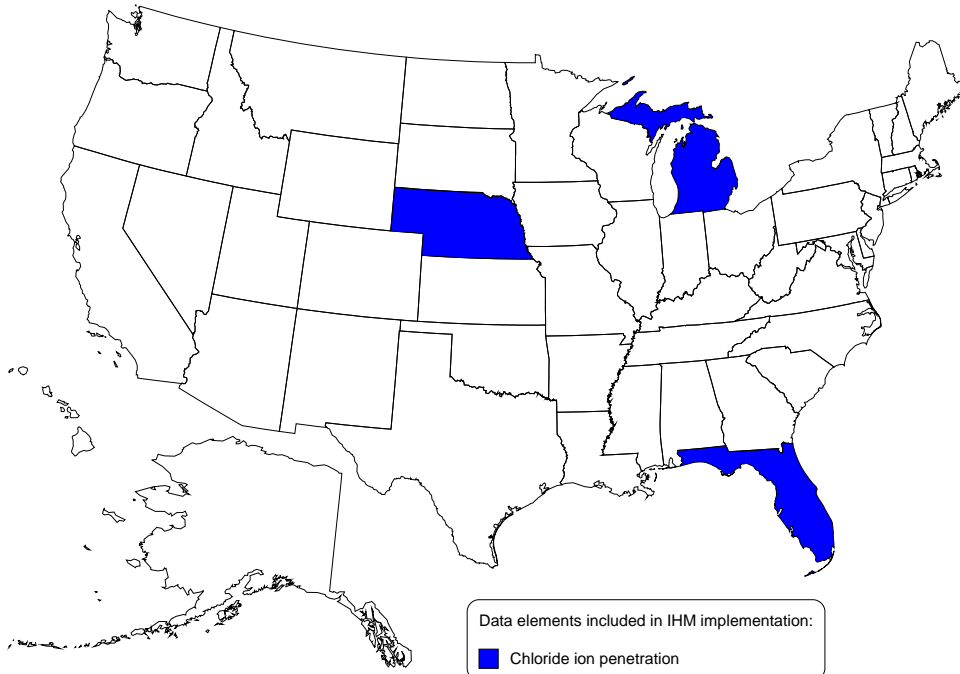 Data elements included in IHM implementation:
Chloride ion penetration